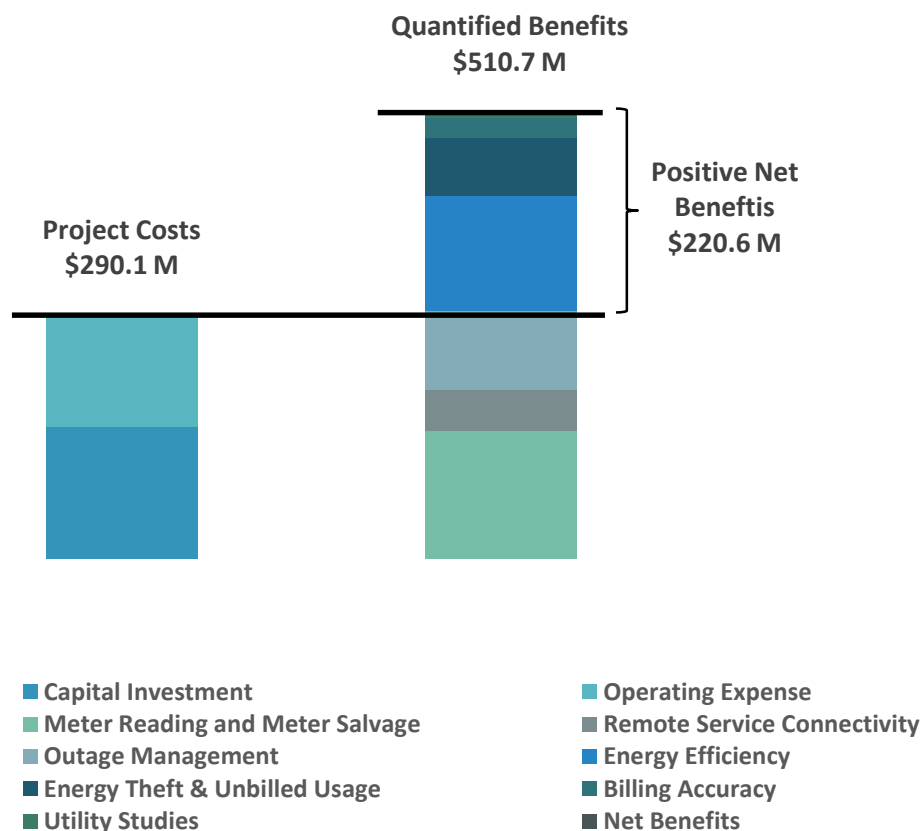 Quantified Benefits
$510.7 M
Positive Net
Beneftis
$220.6 M
Project Costs
$290.1 M
Capital Investment
Operating Expense
Meter Reading and Meter Salvage
Remote Service Connectivity
Outage Management
Energy Efficiency
Energy Theft & Unbilled Usage
Billing Accuracy
Utility Studies
Net Benefits